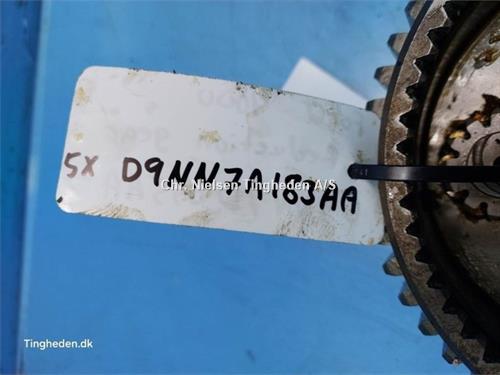 5X D9NN7A183AA
Chr. Nielsen Tingheden A/S
Tingheden.dk